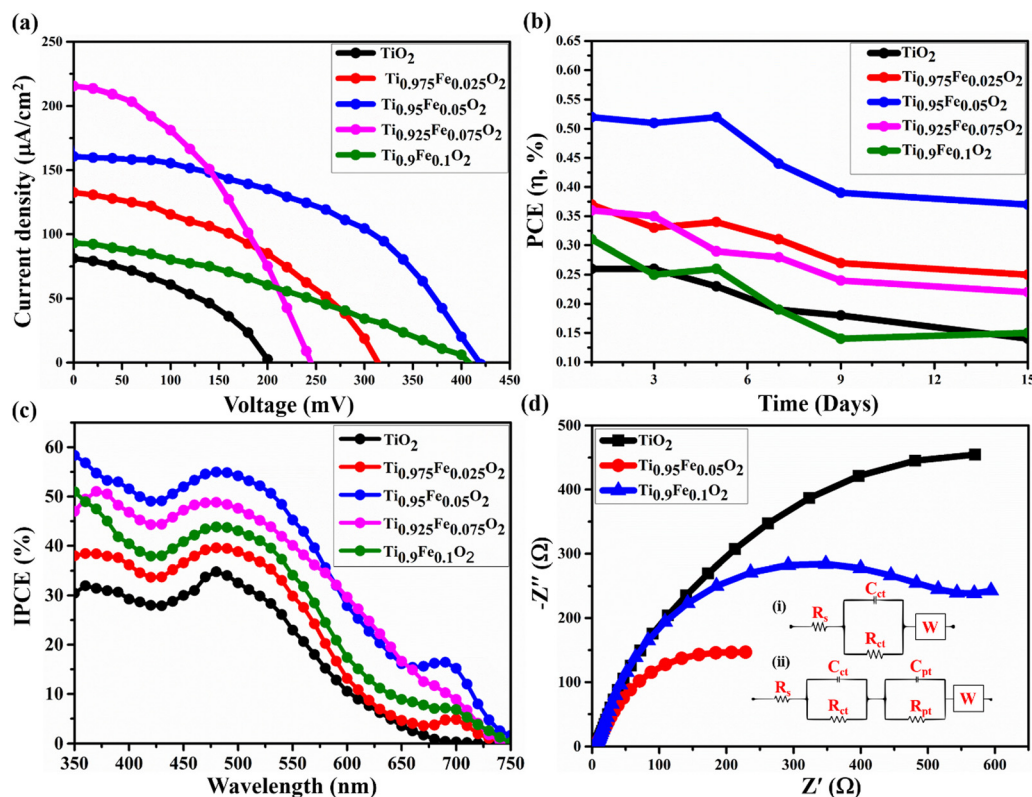 (a)
Current density (µA/cm²)
250
200
150
100
50
0
0 50 100 150 200 250 300 350 400 450
Voltage (mV)
TiO₂
Ti₀.₉₇₅Fe₀.₀₂₅O₂
Ti₀.₉₅Fe₀.₀₅O₂
Ti₀.₉₂₅Fe₀.₀₇₅O₂
Ti₀.₉Fe₀.₁O₂
(b)
PCE (η, %)
0.65
0.60
0.55
0.50
0.45
0.40
0.35
0.30
0.25
0.20
0.15
0.10
3 6 9 12 15
Time (Days)
TiO₂
Ti₀.₉₇₅Fe₀.₀₂₅O₂
Ti₀.₉₅Fe₀.₀₅O₂
Ti₀.₉₂₅Fe₀.₀₇₅O₂
Ti₀.₉Fe₀.₁O₂
(c)
IPCE (%)
60
50
40
30
20
10
0
350 400 450 500 550 600 650 700 750
Wavelength (nm)
TiO₂
Ti₀.₉₇₅Fe₀.₀₂₅O₂
Ti₀.₉₅Fe₀.₀₅O₂
Ti₀.₉₂₅Fe₀.₀₇₅O₂
Ti₀.₉Fe₀.₁O₂
(d)
-Z″ (Ω)
500
400
300
200
100
0
0 100 200 300 400 500 600
Z′ (Ω)
TiO₂
Ti₀.₉₅Fe₀.₀₅O₂
Ti₀.₉Fe₀.₁O₂
(i)
Cct
Rs
W
Rct
(ii)
Cct Cpt
Rs
W
Rct Rpt